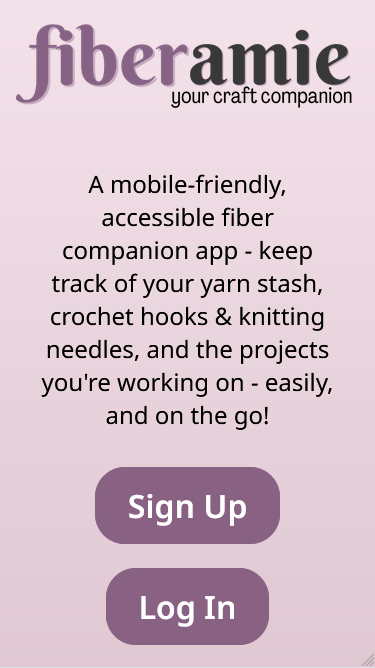 fiberamie
your craft companion
A mobile-friendly,
accessible fiber
companion app - keep
track of your yarn stash,
crochet hooks & knitting
needles, and the projects
you're working on - easily,
and on the go!
Sign Up
Log In